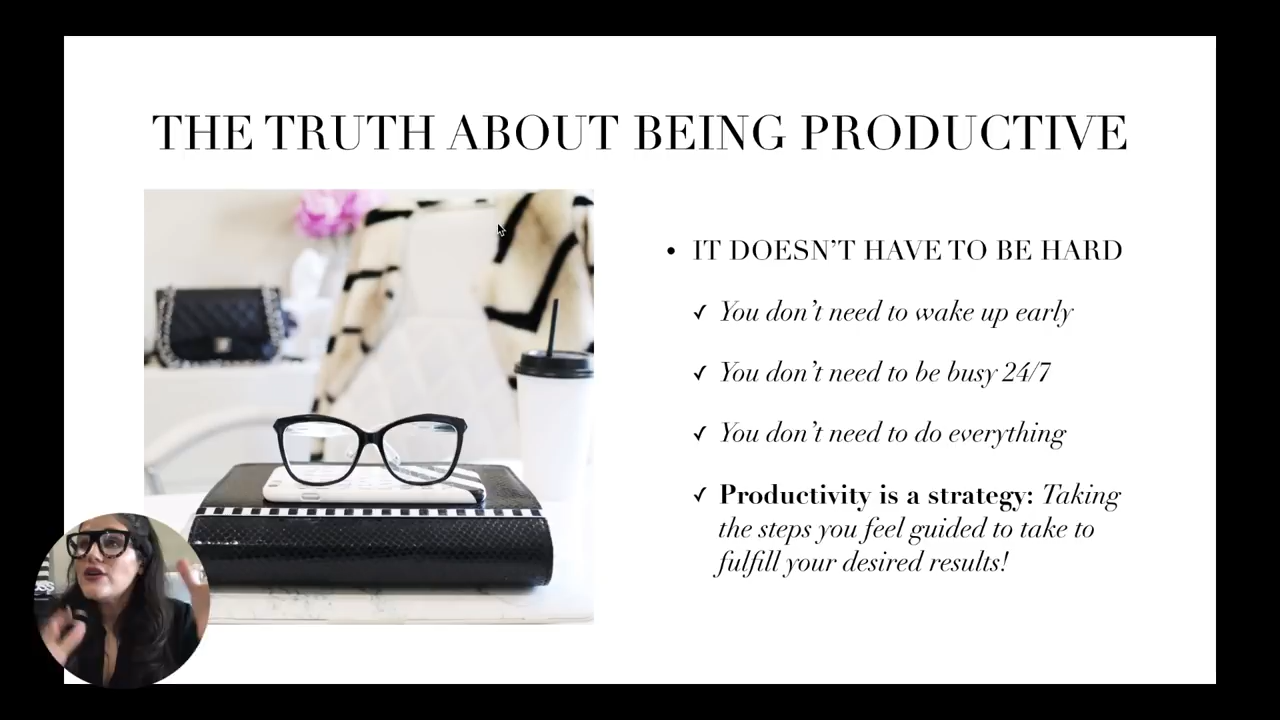 THE TRUTH ABOUT BEING PRODUCTIVE
• IT DOESN’T HAVE TO BE HARD
✓ You don’t need to wake up early
✓ You don’t need to be busy 24/7
✓ You don’t need to do everything
✓ Productivity is a strategy: Taking
the steps you feel guided to take to
fulfill your desired results!